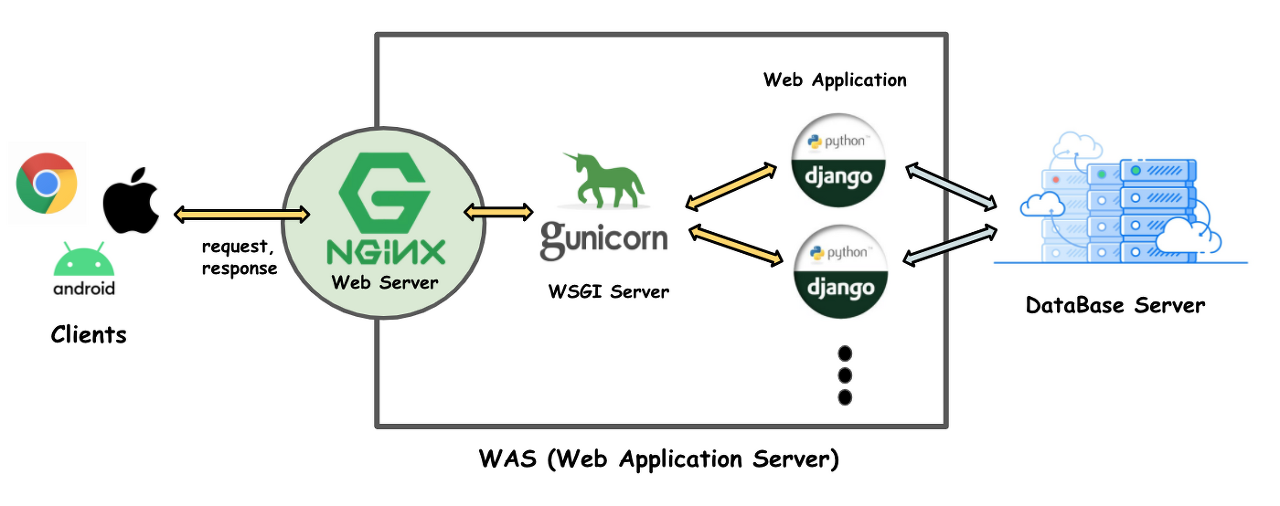 Web Application
python™
django
python™
django
NGiNX
Web Server
gunicorn
WSGI Server
request,
response
android
Clients
DataBase Server
WAS (Web Application Server)